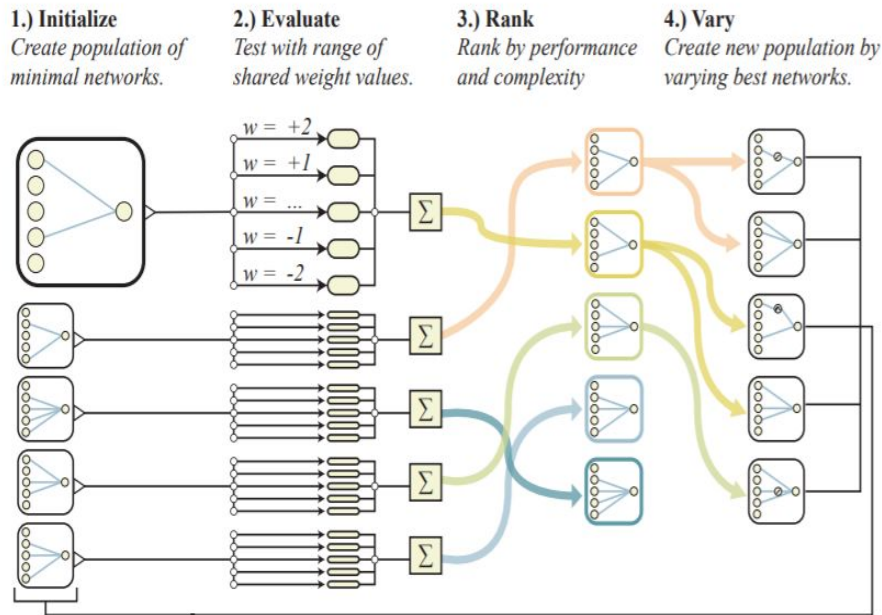 1.) Initialize
Create population of
minimal networks.
2.) Evaluate
Test with range of
shared weight values.
3.) Rank
Rank by performance
and complexity
4.) Vary
Create new population by
varying best networks.
w = +2
w = +1
w = ...
w = -1
w = -2
Σ
Σ
Σ
Σ
Σ